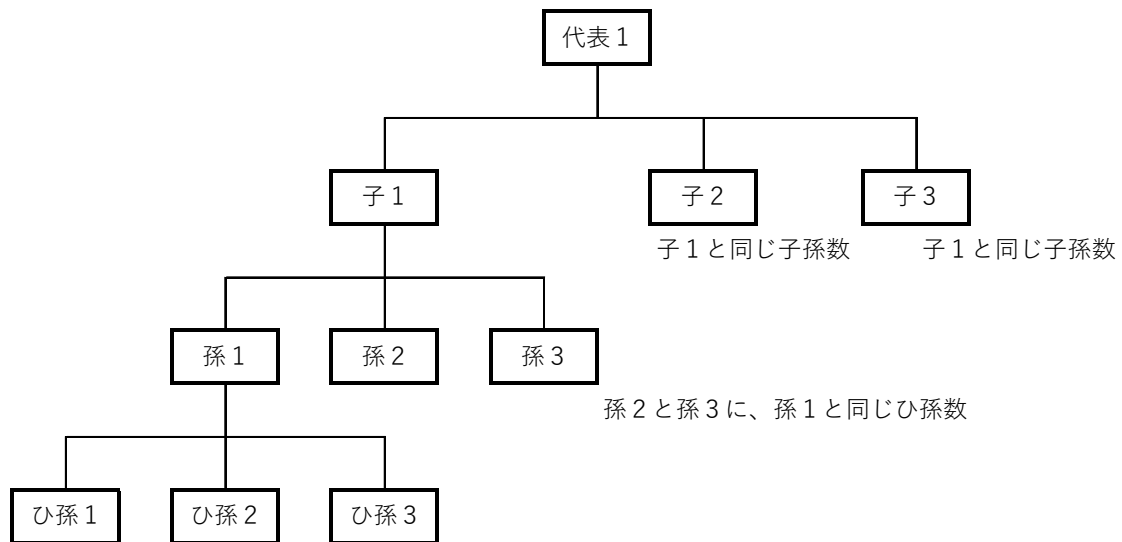 代表１
子１
子２
子３
子１と同じ子孫数
子１と同じ子孫数
孫１
孫２
孫３
孫２と孫３に、孫１と同じひ孫数
ひ孫１
ひ孫２
ひ孫３